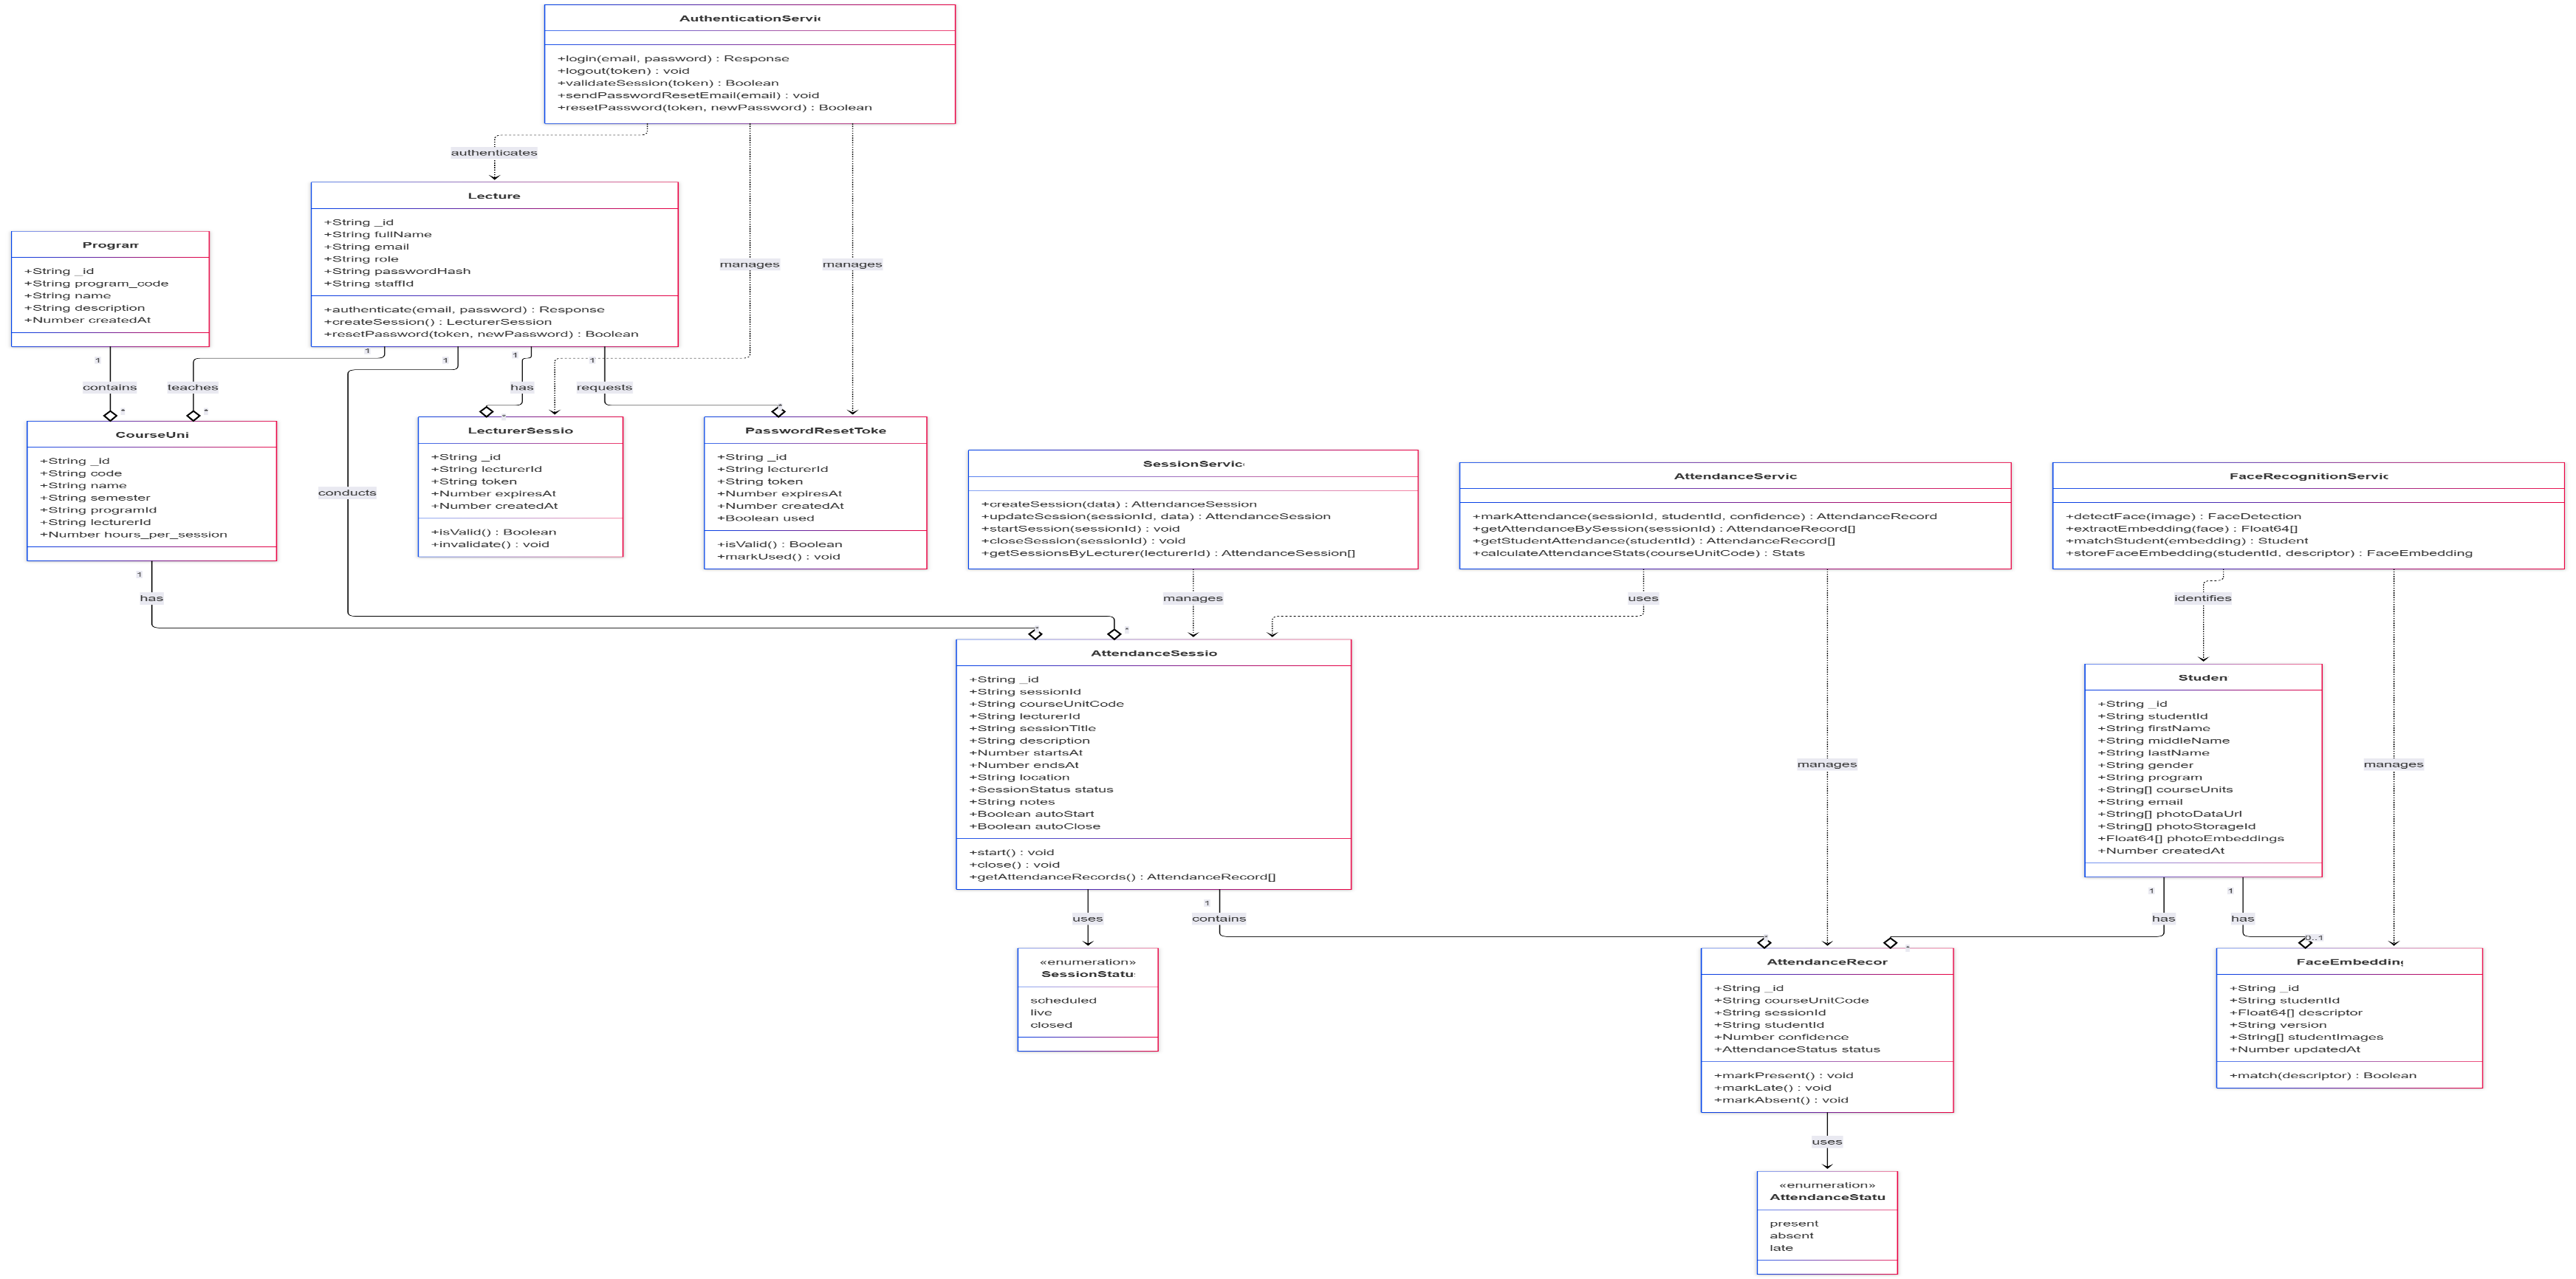 AuthenticationServic
+login(email, password) : Response
+logout(token) : void
+validateSession(token) : Boolean
+sendPasswordResetEmail(email) : void
+resetPassword(token, newPassword) : Boolean
authenticates
manages
manages
Lecture
+String _id
+String fullName
+String email
+String role
+String passwordHash
+String staffId
+authenticate(email, password) : Response
+createSession() : LecturerSession
+resetPassword(token, newPassword) : Boolean
Program
+String _id
+String program_code
+String name
+String description
+Number createdAt
1
1
1
1
1
contains
teaches
has
requests
*
*
*
*
CourseUni
+String _id
+String code
+String name
+String semester
+String programId
+String lecturerId
+Number hours_per_session
LecturerSessio
+String _id
+String lecturerId
+String token
+Number expiresAt
+Number createdAt
+isValid() : Boolean
+invalidate() : void
PasswordResetToke
+String _id
+String lecturerId
+String token
+Number expiresAt
+Number createdAt
+Boolean used
+isValid() : Boolean
+markUsed() : void
conducts
SessionServic
+createSession(data) : AttendanceSession
+updateSession(sessionId, data) : AttendanceSession
+startSession(sessionId) : void
+closeSession(sessionId) : void
+getSessionsByLecturer(lecturerId) : AttendanceSession[]
AttendanceServic
+markAttendance(sessionId, studentId, confidence) : AttendanceRecord
+getAttendanceBySession(sessionId) : AttendanceRecord[]
+getStudentAttendance(studentId) : AttendanceRecord[]
+calculateAttendanceStats(courseUnitCode) : Stats
FaceRecognitionServic
+detectFace(image) : FaceDetection
+extractEmbedding(face) : Float64[]
+matchStudent(embedding) : Student
+storeFaceEmbedding(studentId, descriptor) : FaceEmbedding
1
has
manages
uses
identifies
*
*
AttendanceSessio
+String _id
+String sessionId
+String courseUnitCode
+String lecturerId
+String sessionTitle
+String description
+Number startsAt
+Number endsAt
+String location
+SessionStatus status
+String notes
+Boolean autoStart
+Boolean autoClose
+start() : void
+close() : void
+getAttendanceRecords() : AttendanceRecord[]
manages
Studen
+String _id
+String studentId
+String firstName
+String middleName
+String lastName
+String gender
+String program
+String[] courseUnits
+String email
+String[] photoDataUrl
+String[] photoStorageId
+Float64[] photoEmbeddings
+Number createdAt
manages
1
1
1
uses
contains
has
has
*
*
0..1
«enumeration»
SessionStatu
scheduled
live
closed
AttendanceRecor
+String _id
+String courseUnitCode
+String sessionId
+String studentId
+Number confidence
+AttendanceStatus status
+markPresent() : void
+markLate() : void
+markAbsent() : void
FaceEmbedding
+String _id
+String studentId
+Float64[] descriptor
+String version
+String[] studentImages
+Number updatedAt
+match(descriptor) : Boolean
uses
«enumeration»
AttendanceStatu
present
absent
late